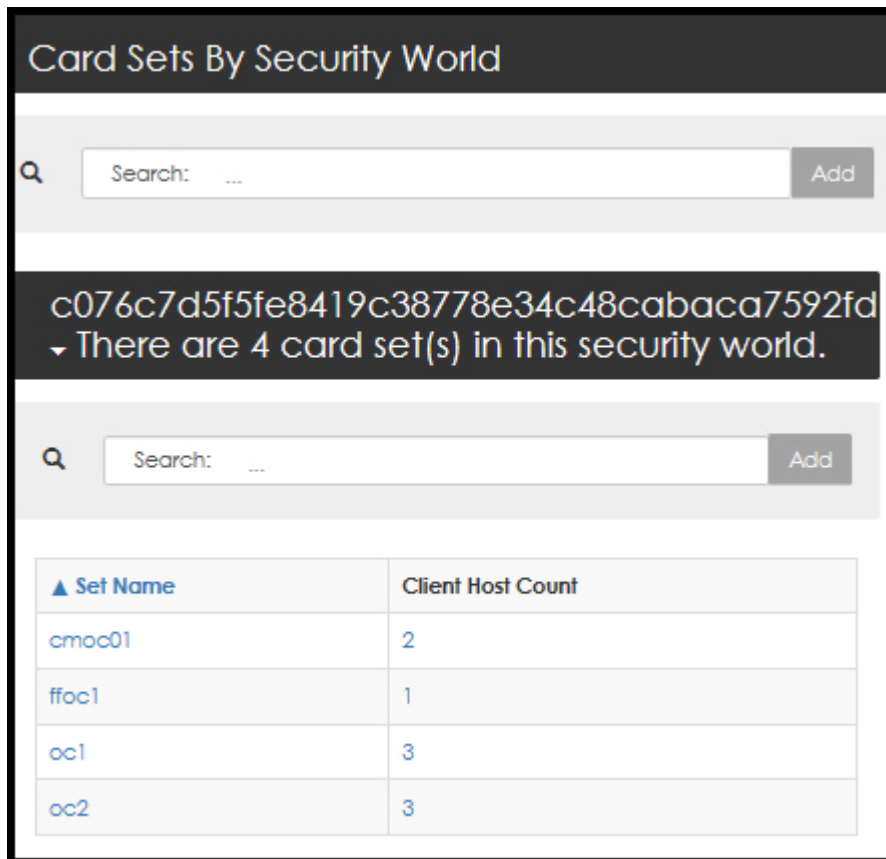 Card Sets By Security World
Search: ... Add
c076c7d5f5fe8419c38778e34c48cabaca7592fd
There are 4 card set(s) in this security world.
Search: ... Add
▲ Set Name Client Host Count
cmoc01 2
ffoc1 1
oc1 3
oc2 3